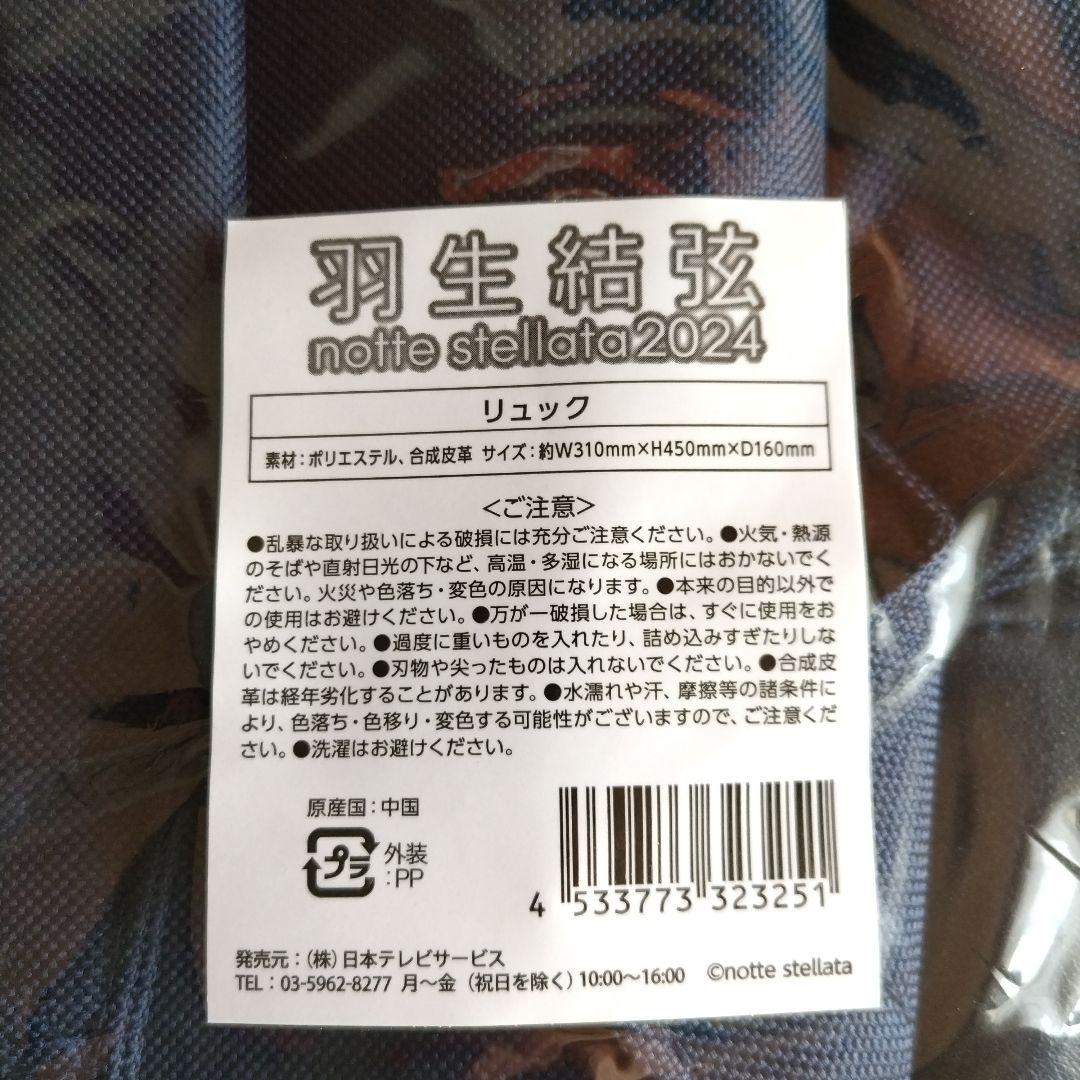 羽生結弦
notte stellata2024
リュック
素材：ポリエステル、合成皮革 サイズ：約W310mm×H450mm×D160mm
＜ご注意＞
●乱暴な取り扱いによる破損には充分ご注意ください。●火気・熱源
のそばや直射日光の下など、高温・多湿になる場所にはおかないでく
ださい。火災や色落ち・変色の原因になります。●本来の目的以外で
の使用はお避けください。●万が一破損した場合は、すぐに使用をお
やめください。●過度に重いものを入れたり、詰め込みすぎたりしな
いでください。●刃物や尖ったものは入れないでください。●合成皮
革は経年劣化することがあります。●水濡れや汗、摩擦等の諸条件に
より、色落ち・色移り・変色する可能性がございますので、ご注意くだ
さい。●洗濯はお避けください。
原産国：中国
プラ
外装
：PP
4 533773 323251
発売元：（株）日本テレビサービス
TEL：03-5962-8277 月〜金（祝日を除く）10:00〜16:00
©notte stellata